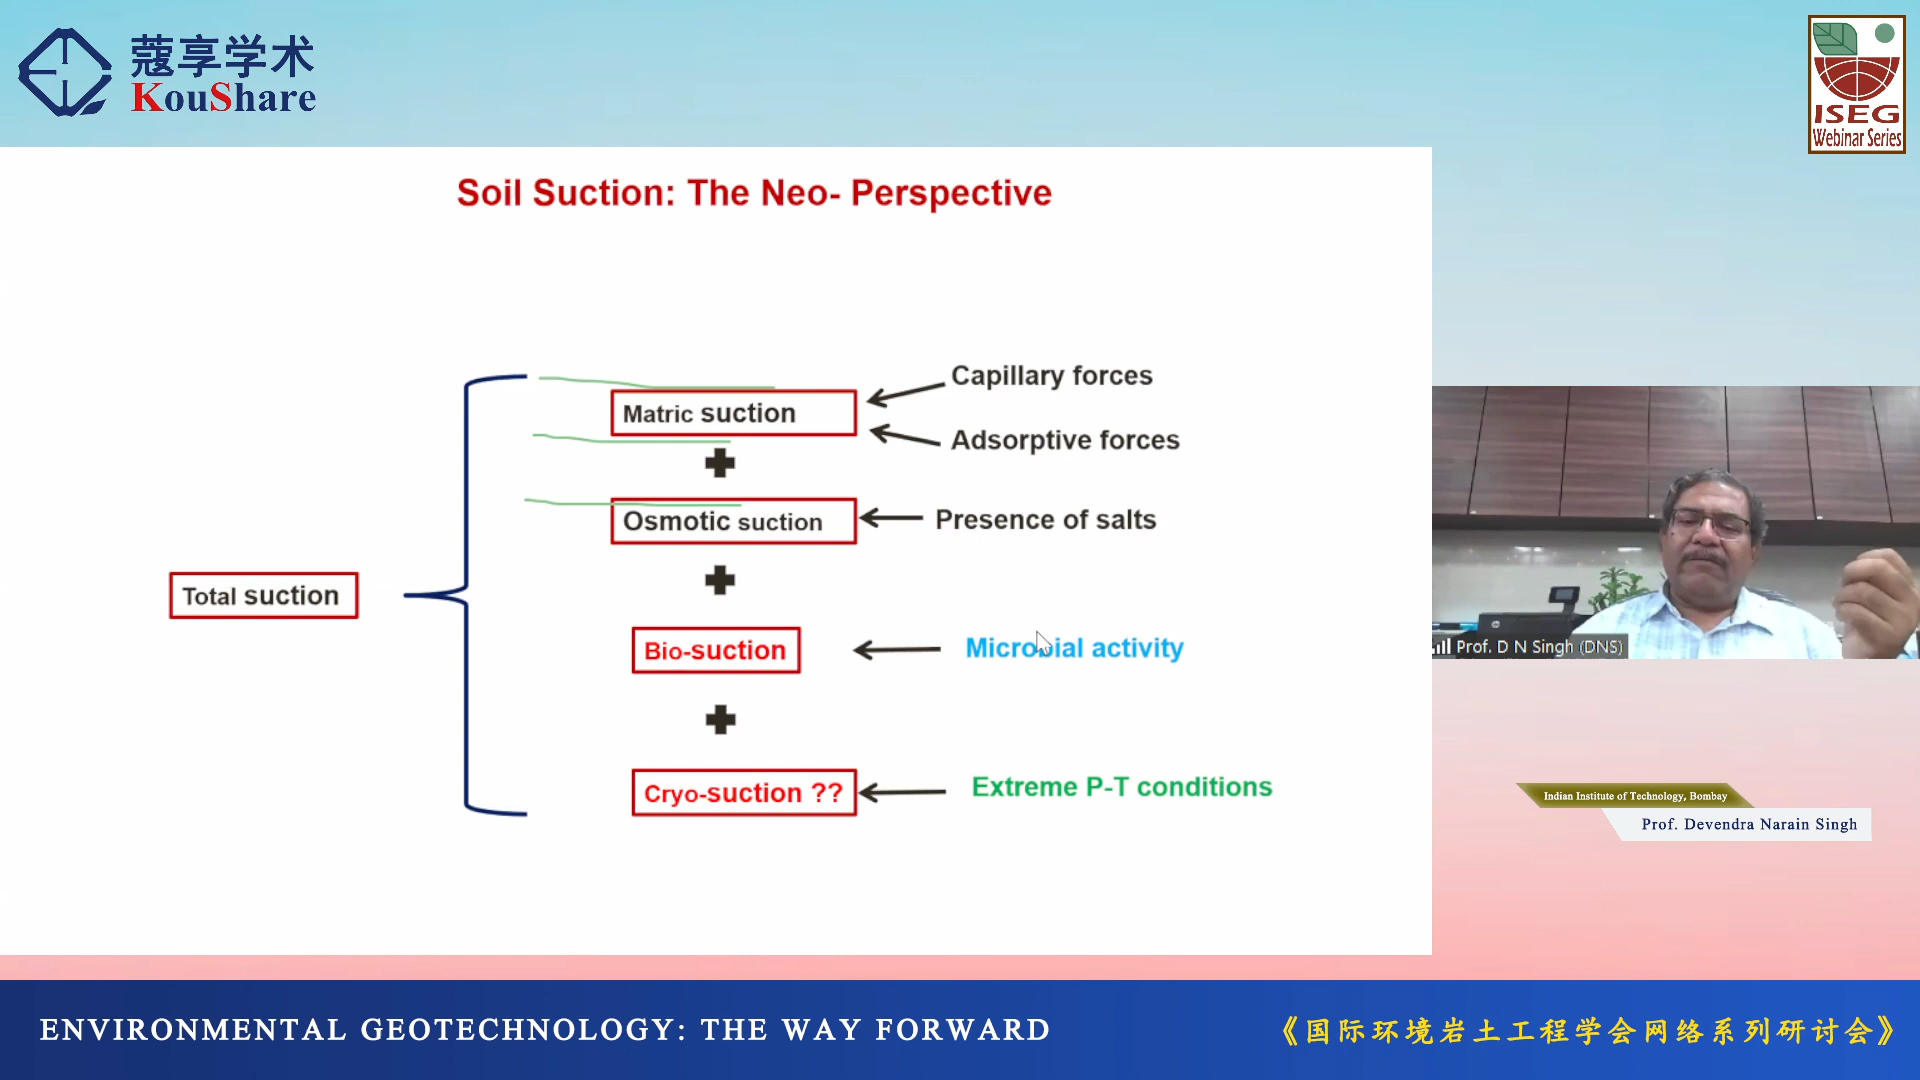 蔻享学术
KouShare
ISEG
Webinar Series
Soil Suction: The Neo- Perspective
Capillary forces
Matric suction
Adsorptive forces
Osmotic suction
Presence of salts
Total suction
Bio-suction
Microbial activity
Cryo-suction ??
Extreme P-T conditions
Prof. D N Singh (DNS)
Indian Institute of Technology, Bombay
Prof. Devendra Narain Singh
ENVIRONMENTAL GEOTECHNOLOGY: THE WAY FORWARD
《国际环境岩土工程学会网络系列研讨会》